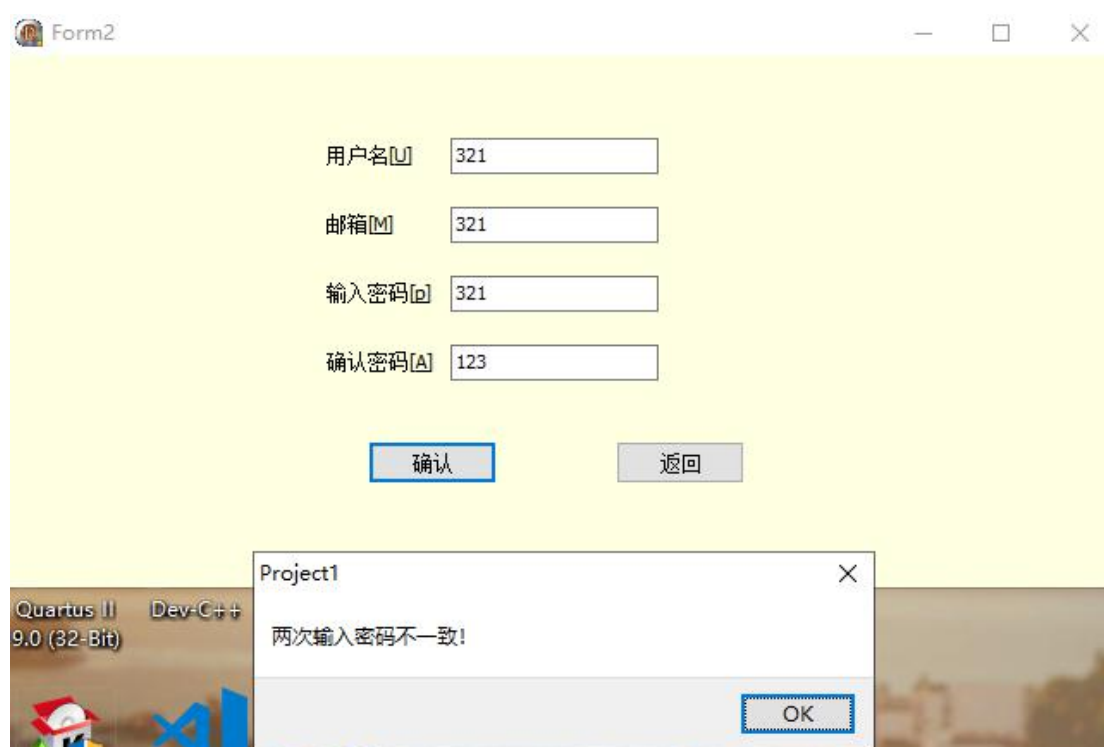 Form2
用户名[U] 321
邮箱[M] 321
输入密码[p] 321
确认密码[A] 123
确认 返回
Project1
Quartus II Dev-C++
9.0 (32-Bit)
两次输入密码不一致!
OK